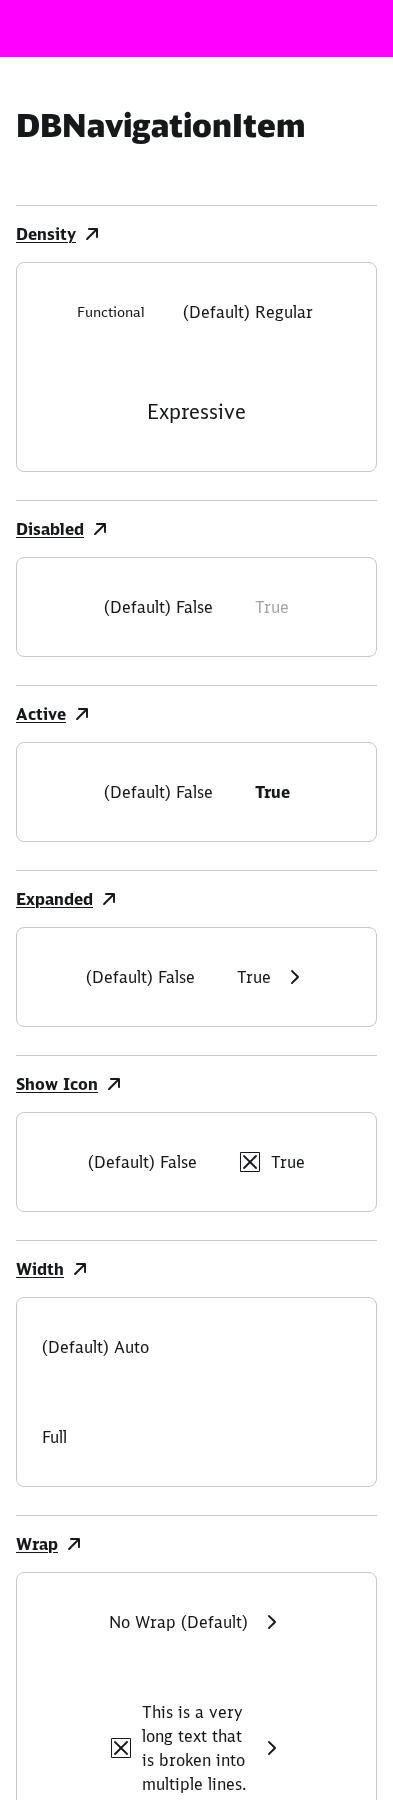 DBNavigationItem
Density
Functional (Default) Regular
Expressive
Disabled
(Default) False True
Active
(Default) False True
Expanded
(Default) False True
Show Icon
(Default) False True
Width
(Default) Auto
Full
Wrap
No Wrap (Default)
This is a very
long text that
is broken into
multiple lines.